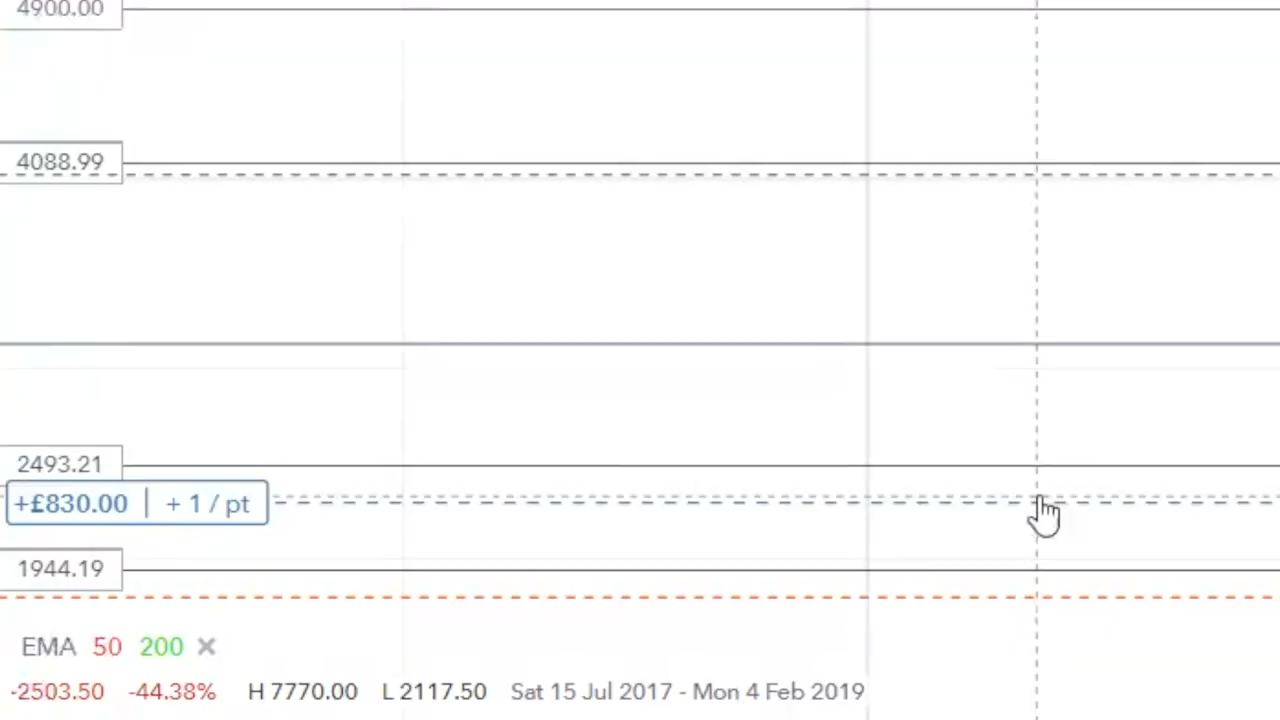 4900.00
4088.99
2493.21
+£830.00 | + 1 / pt
1944.19
EMA 50 200 ×
-2503.50 -44.38% H 7770.00 L 2117.50 Sat 15 Jul 2017 - Mon 4 Feb 2019